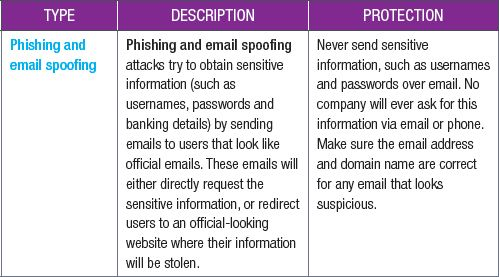 TYPE DESCRIPTION PROTECTION
Phishing and
email spoofing
Phishing and email spoofing
attacks try to obtain sensitive
information (such as
usernames, passwords and
banking details) by sending
emails to users that look like
official emails. These emails will
either directly request the
sensitive information, or redirect
users to an official-looking
website where their information
will be stolen.
Never send sensitive
information, such as usernames
and passwords over email. No
company will ever ask for this
information via email or phone.
Make sure the email address
and domain name are correct
for any email that looks
suspicious.